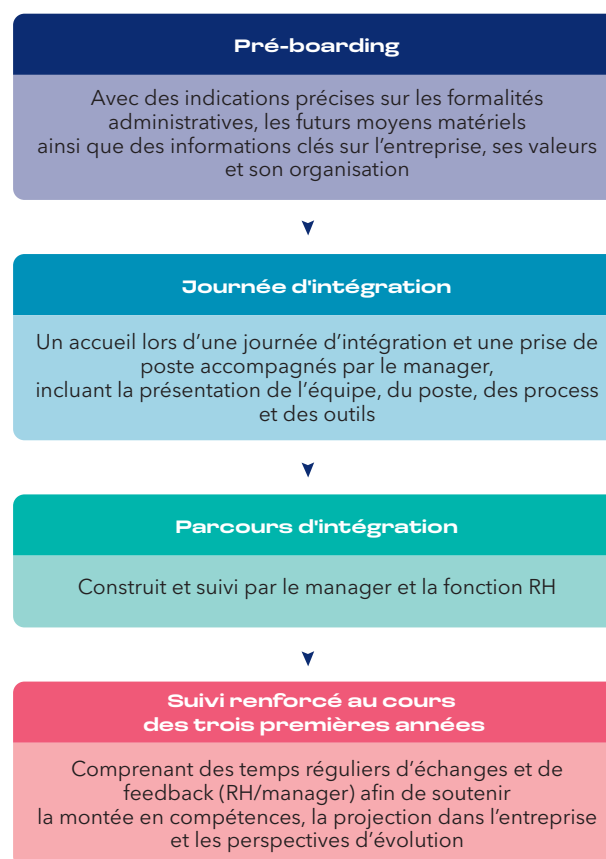 Pré-boarding
Avec des indications précises sur les formalités
administratives, les futurs moyens matériels
ainsi que des informations clés sur l’entreprise, ses valeurs
et son organisation
Journée d'intégration
Un accueil lors d’une journée d’intégration et une prise de
poste accompagnés par le manager,
incluant la présentation de l’équipe, du poste, des process
et des outils
Parcours d'intégration
Construit et suivi par le manager et la fonction RH
Suivi renforcé au cours
des trois premières années
Comprenant des temps réguliers d’échanges et de
feedback (RH/manager) afin de soutenir
la montée en compétences, la projection dans l’entreprise
et les perspectives d’évolution